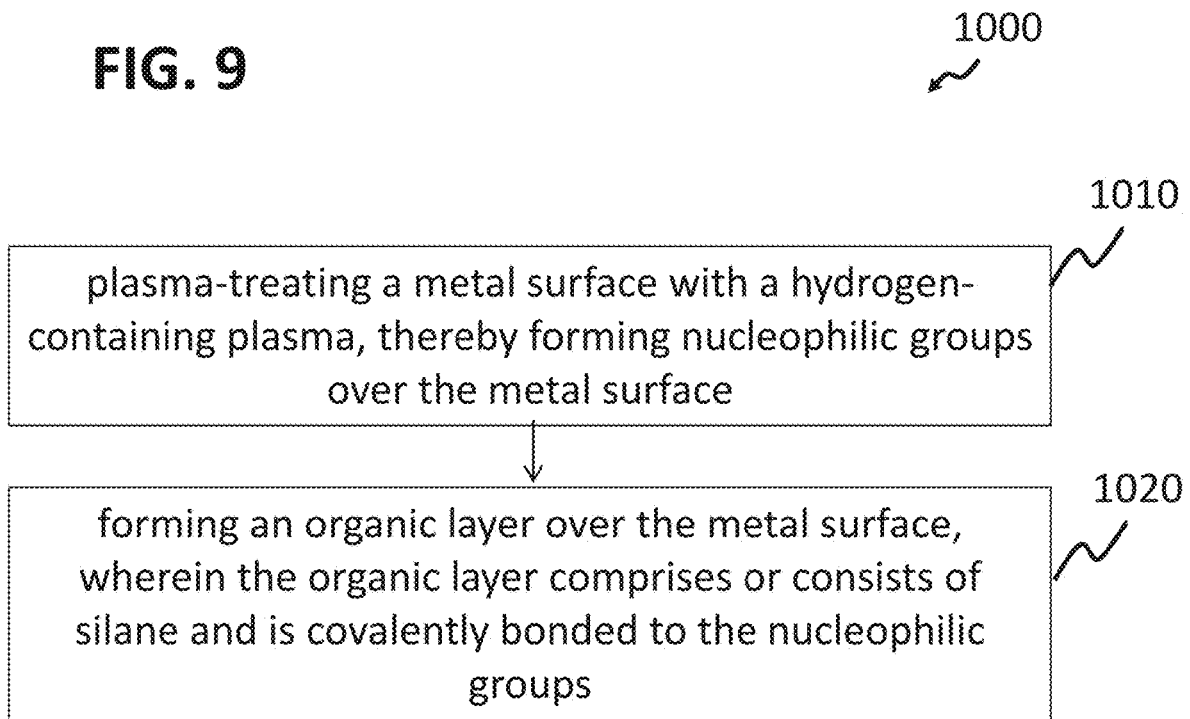 FIG. 9
1000
1010
plasma-treating a metal surface with a hydrogen-
containing plasma, thereby forming nucleophilic groups
over the metal surface
1020
forming an organic layer over the metal surface,
wherein the organic layer comprises or consists of
silane and is covalently bonded to the nucleophilic
groups